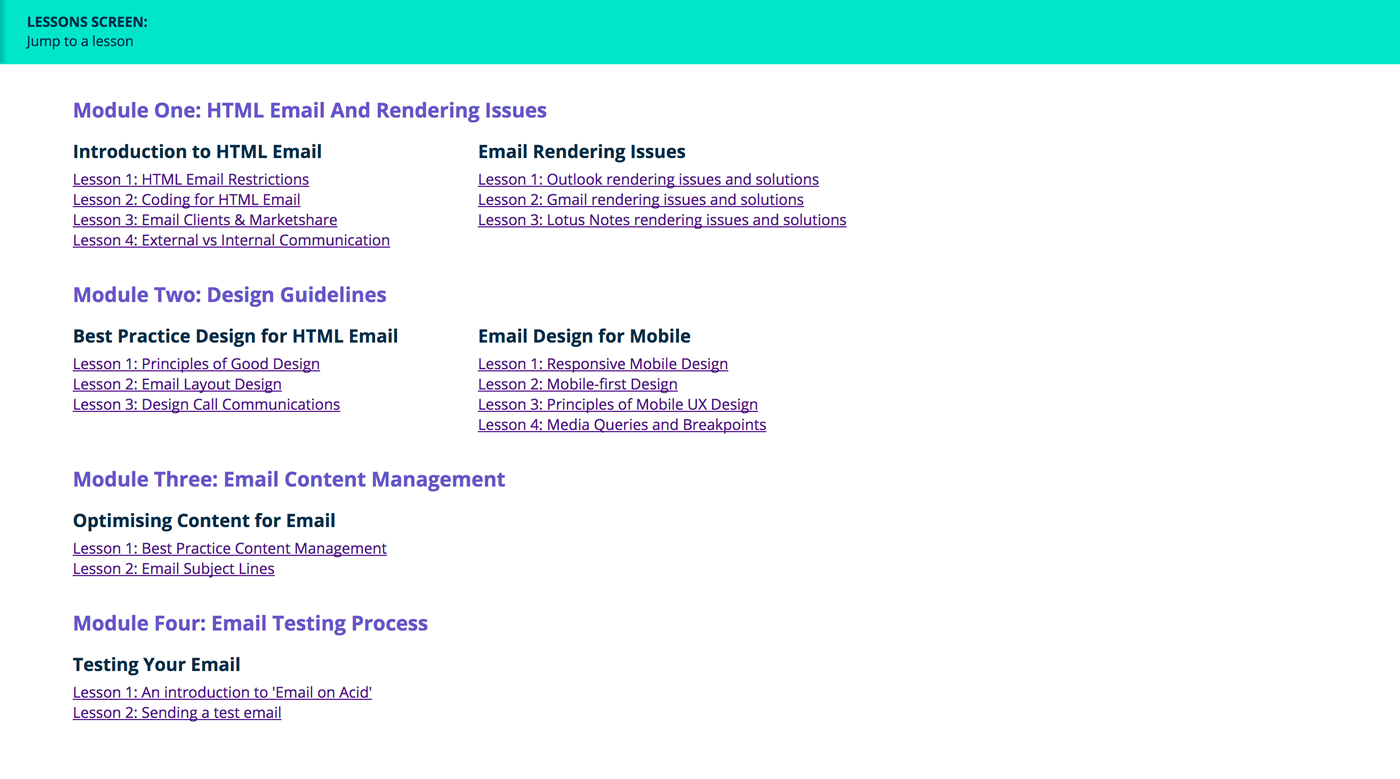 LESSONS SCREEN:
Jump to a lesson
Module One: HTML Email And Rendering Issues
Introduction to HTML Email
Lesson 1: HTML Email Restrictions
Lesson 2: Coding for HTML Email
Lesson 3: Email Clients & Marketshare
Lesson 4: External vs Internal Communication
Email Rendering Issues
Lesson 1: Outlook rendering issues and solutions
Lesson 2: Gmail rendering issues and solutions
Lesson 3: Lotus Notes rendering issues and solutions
Module Two: Design Guidelines
Best Practice Design for HTML Email
Lesson 1: Principles of Good Design
Lesson 2: Email Layout Design
Lesson 3: Design Call Communications
Email Design for Mobile
Lesson 1: Responsive Mobile Design
Lesson 2: Mobile-first Design
Lesson 3: Principles of Mobile UX Design
Lesson 4: Media Queries and Breakpoints
Module Three: Email Content Management
Optimising Content for Email
Lesson 1: Best Practice Content Management
Lesson 2: Email Subject Lines
Module Four: Email Testing Process
Testing Your Email
Lesson 1: An introduction to 'Email on Acid'
Lesson 2: Sending a test email